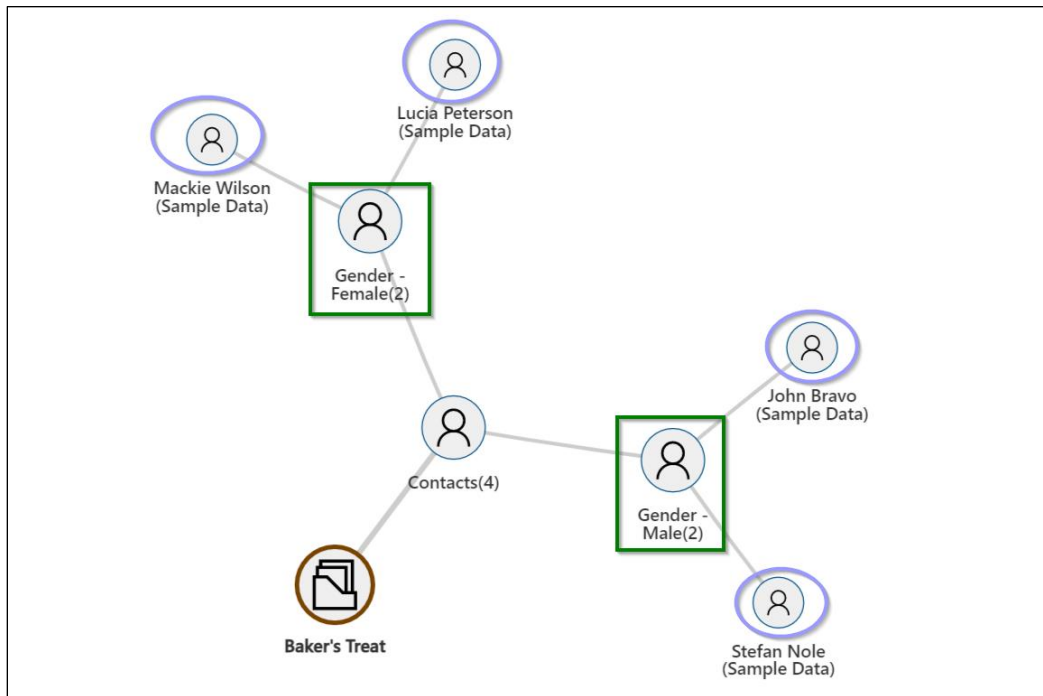 Lucia Peterson
(Sample Data)
Mackie Wilson
(Sample Data)
Gender -
Female(2)
John Bravo
(Sample Data)
Contacts(4)
Gender -
Male(2)
Baker's Treat
Stefan Nole
(Sample Data)